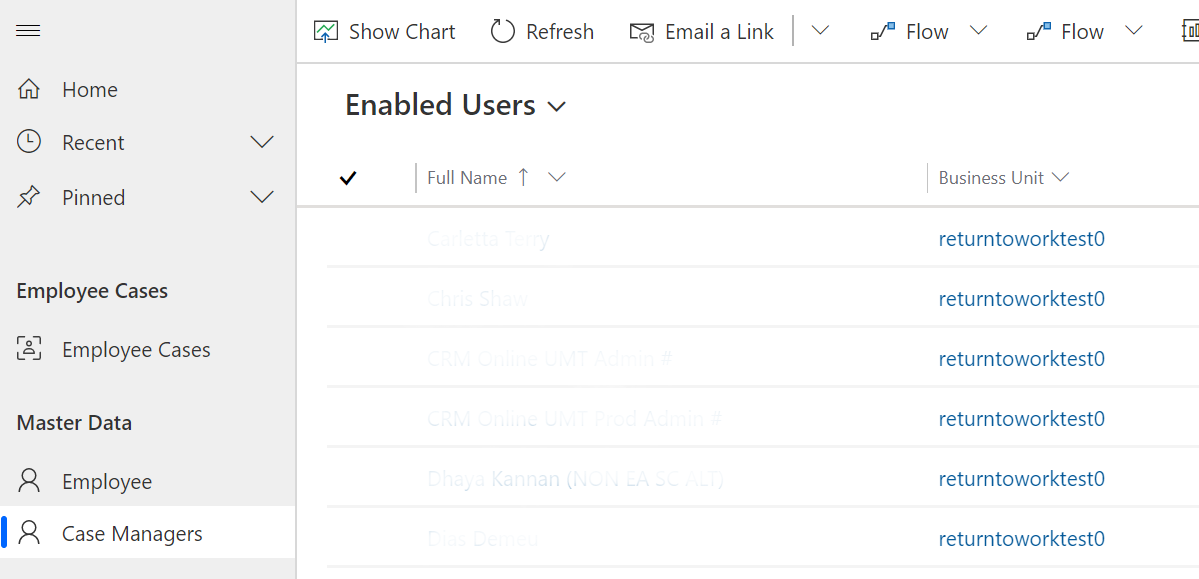 Show Chart Refresh Email a Link Flow Flow
Home
Recent
Pinned
Employee Cases
Employee Cases
Master Data
Employee
Case Managers
Enabled Users
Full Name Business Unit
Carletta Terry returntoworktest0
Chris Shaw returntoworktest0
CRM Online UMT Admin # returntoworktest0
CRM Online UMT Prod Admin # returntoworktest0
Dhaya Kannan (NON EA SC ALT) returntoworktest0
Dias Demeu returntoworktest0